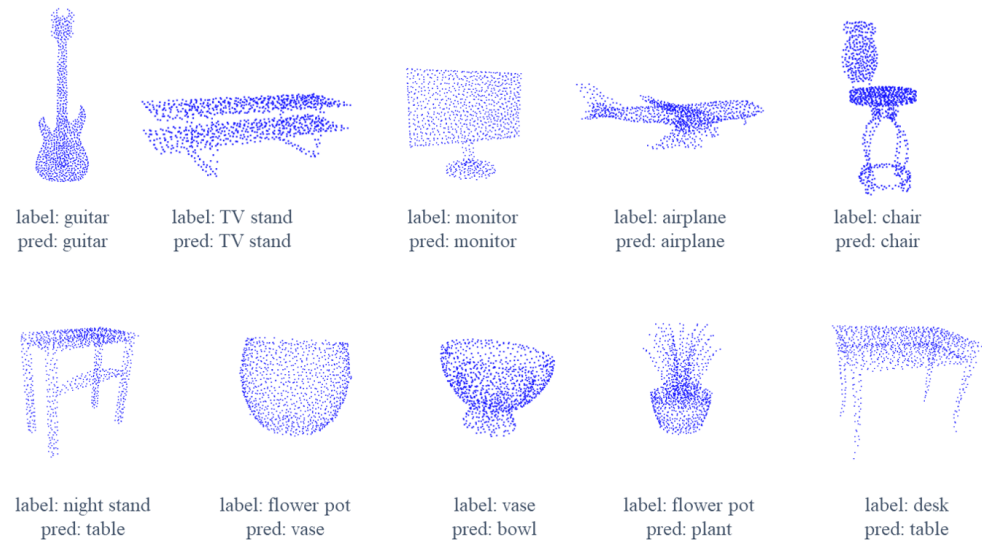 label: guitar
pred: guitar
label: TV stand
pred: TV stand
label: monitor
pred: monitor
label: airplane
pred: airplane
label: chair
pred: chair
label: night stand
pred: table
label: flower pot
pred: vase
label: vase
pred: bowl
label: flower pot
pred: plant
label: desk
pred: table